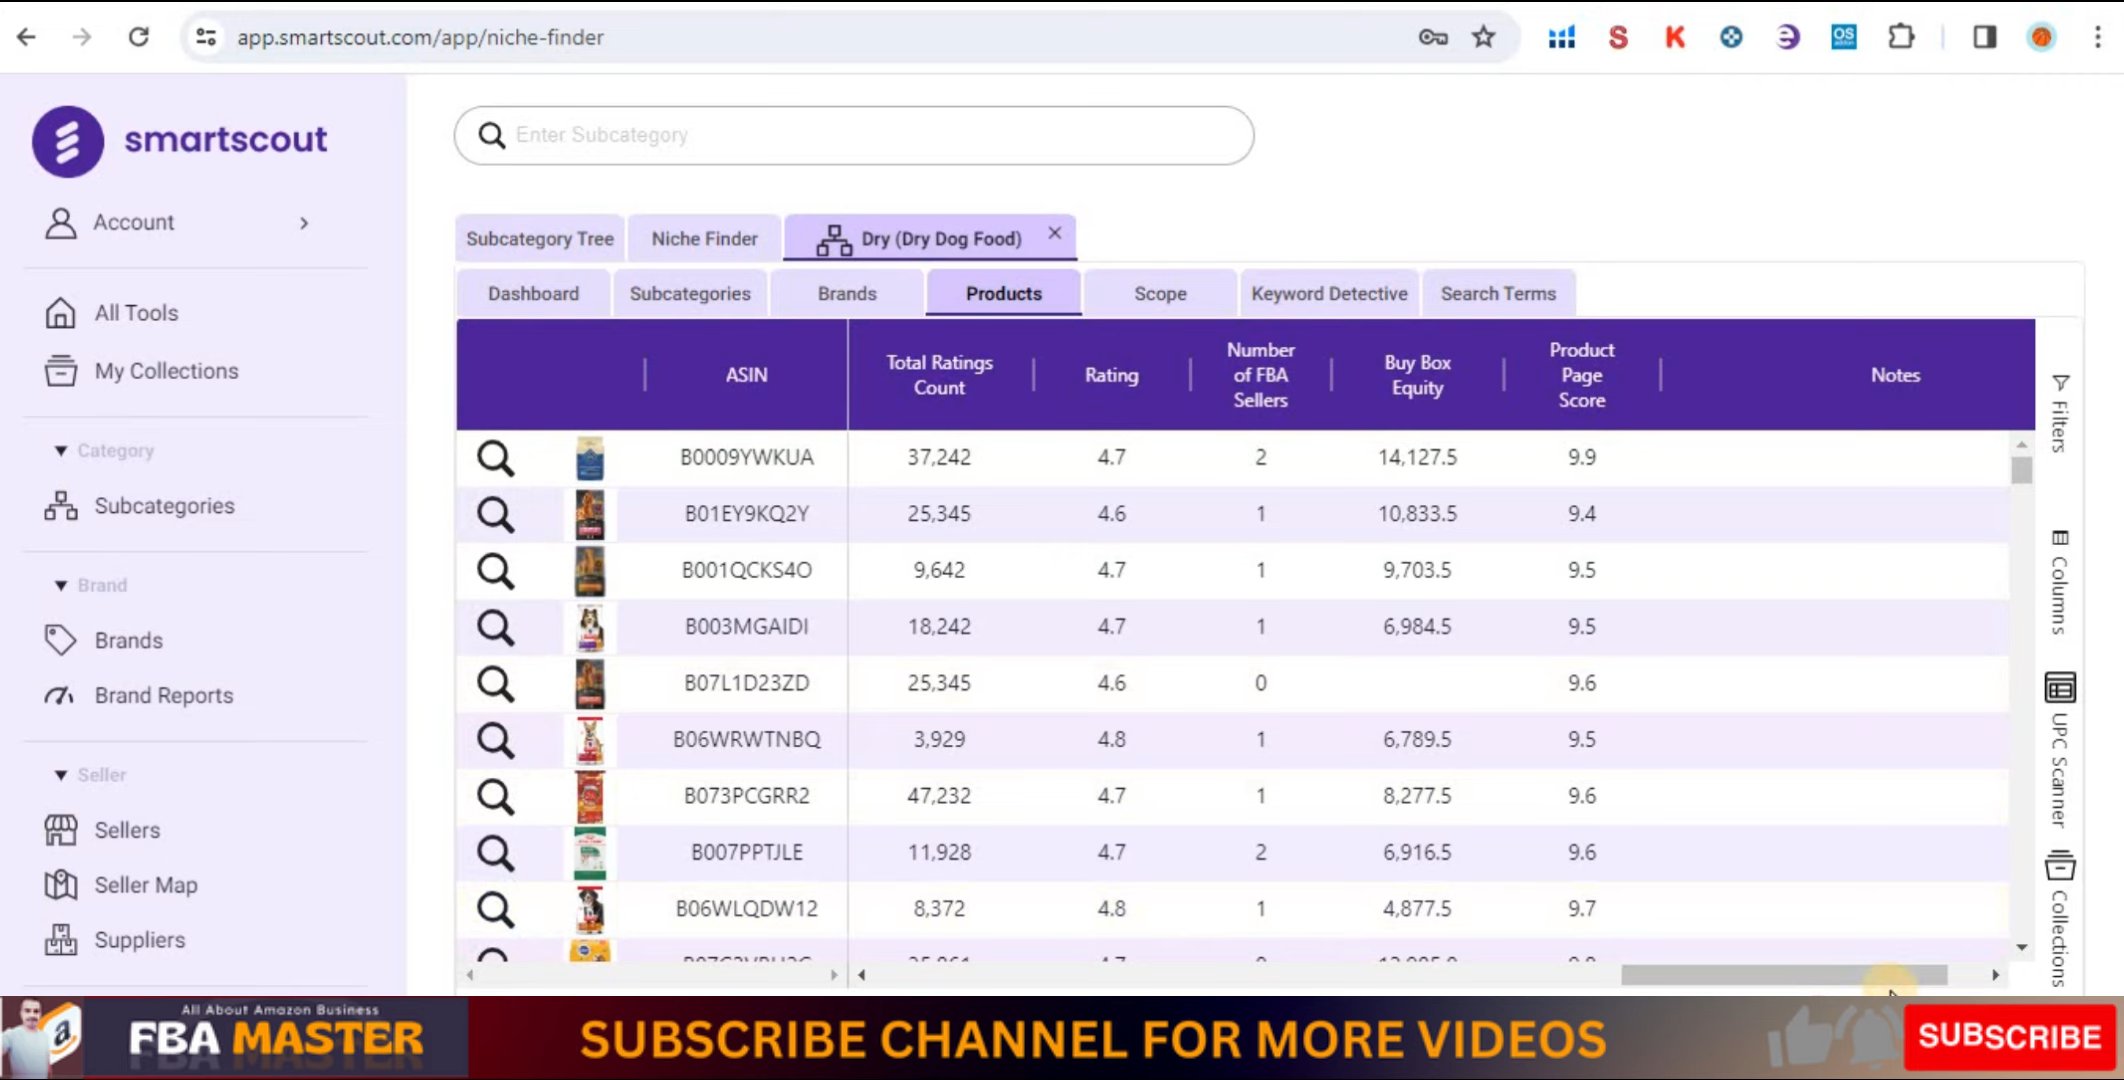 app.smartscout.com/app/niche-finder
OS
smartscout
Account
All Tools
My Collections
Category
Subcategories
Brand
Brands
Brand Reports
Seller
Sellers
Seller Map
Suppliers
Enter Subcategory
Subcategory Tree Niche Finder Dry (Dry Dog Food)
Dashboard Subcategories Brands Products Scope Keyword Detective Search Terms
ASIN Total Ratings Count Rating Number of FBA Sellers Buy Box Equity Product Page Score Notes
B0009YWKUA 37,242 4.7 2 14,127.5 9.9
B01EY9KQ2Y 25,345 4.6 1 10,833.5 9.4
B001QCKS4O 9,642 4.7 1 9,703.5 9.5
B003MGAIDI 18,242 4.7 1 6,984.5 9.5
B07L1D23ZD 25,345 4.6 0 9.6
B06WRWTNBQ 3,929 4.8 1 6,789.5 9.5
B073PCGRR2 47,232 4.7 1 8,277.5 9.6
B007PPTJLE 11,928 4.7 2 6,916.5 9.6
B06WLQDW12 8,372 4.8 1 4,877.5 9.7
Filters
Columns
UPC Scanner
Collections
All About Amazon Business
FBA MASTER
SUBSCRIBE CHANNEL FOR MORE VIDEOS
SUBSCRIBE